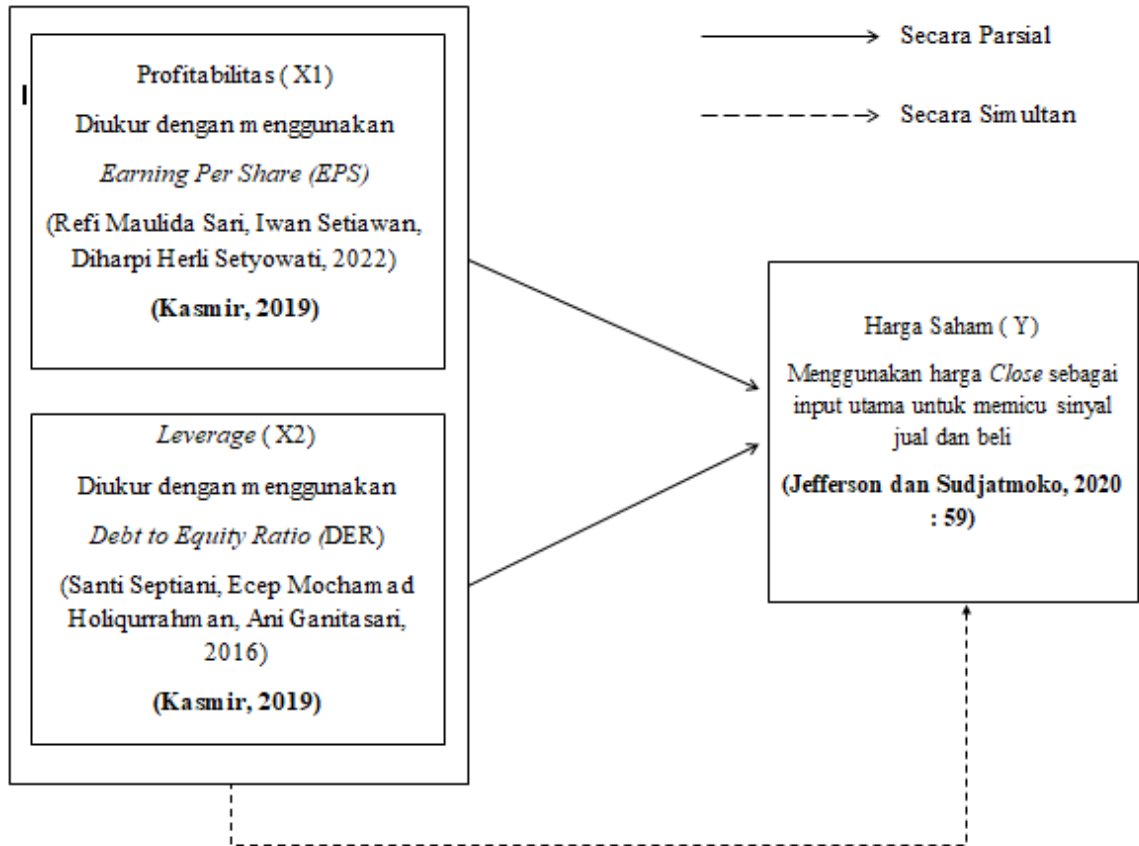 Profitabilitas ( X1)
Diukur dengan menggunakan
Earning Per Share (EPS)
(Refi Maulida Sari, Iwan Setiawan,
Diharpi Herli Setyowati, 2022)
(Kasmir, 2019)
Leverage ( X2)
Diukur dengan menggunakan
Debt to Equity Ratio (DER)
(Santi Septiani, Ecep Mochamad
Holiqurrahman, Ani Ganitasari,
2016)
(Kasmir, 2019)
Secara Parsial
Secara Simultan
Harga Saham ( Y)
Menggunakan harga Close sebagai
input utama untuk memicu sinyal
jual dan beli
(Jefferson dan Sudjatmoko, 2020
: 59)